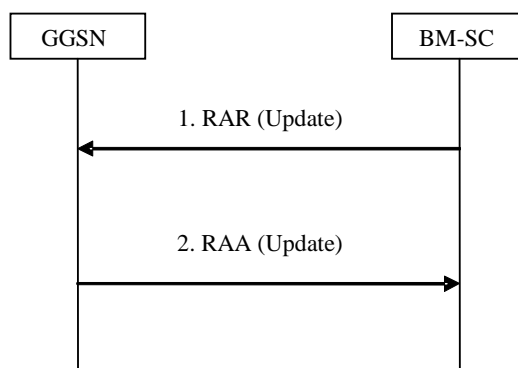 GGSN
BM-SC
1. RAR (Update)
2. RAA (Update)